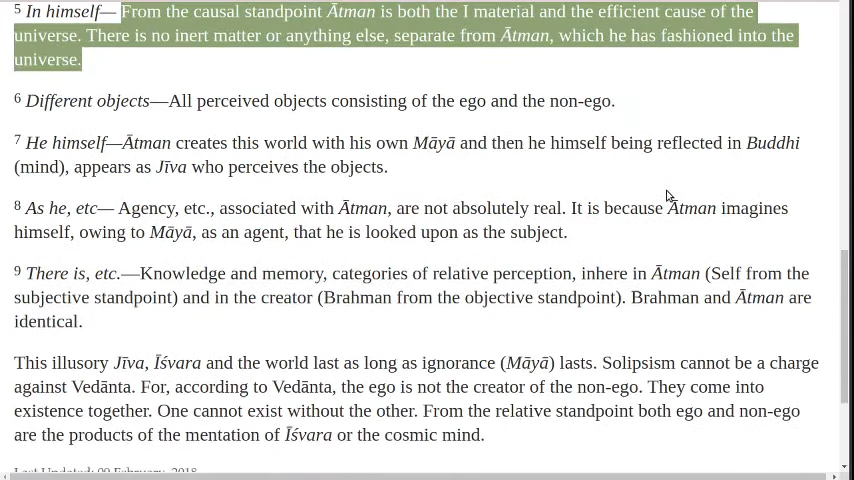 ⁵ In himself— From the causal standpoint Ātman is both the I material and the efficient cause of the
universe. There is no inert matter or anything else, separate from Ātman, which he has fashioned into the
universe.
⁶ Different objects—All perceived objects consisting of the ego and the non-ego.
⁷ He himself—Ātman creates this world with his own Māyā and then he himself being reflected in Buddhi
(mind), appears as Jīva who perceives the objects.
⁸ As he, etc— Agency, etc., associated with Ātman, are not absolutely real. It is because Ātman imagines
himself, owing to Māyā, as an agent, that he is looked upon as the subject.
⁹ There is, etc.—Knowledge and memory, categories of relative perception, inhere in Ātman (Self from the
subjective standpoint) and in the creator (Brahman from the objective standpoint). Brahman and Ātman are
identical.
This illusory Jīva, Īśvara and the world last as long as ignorance (Māyā) lasts. Solipsism cannot be a charge
against Vedānta. For, according to Vedānta, the ego is not the creator of the non-ego. They come into
existence together. One cannot exist without the other. From the relative standpoint both ego and non-ego
are the products of the mentation of Īśvara or the cosmic mind.
Last Updated: 09 February, 2018